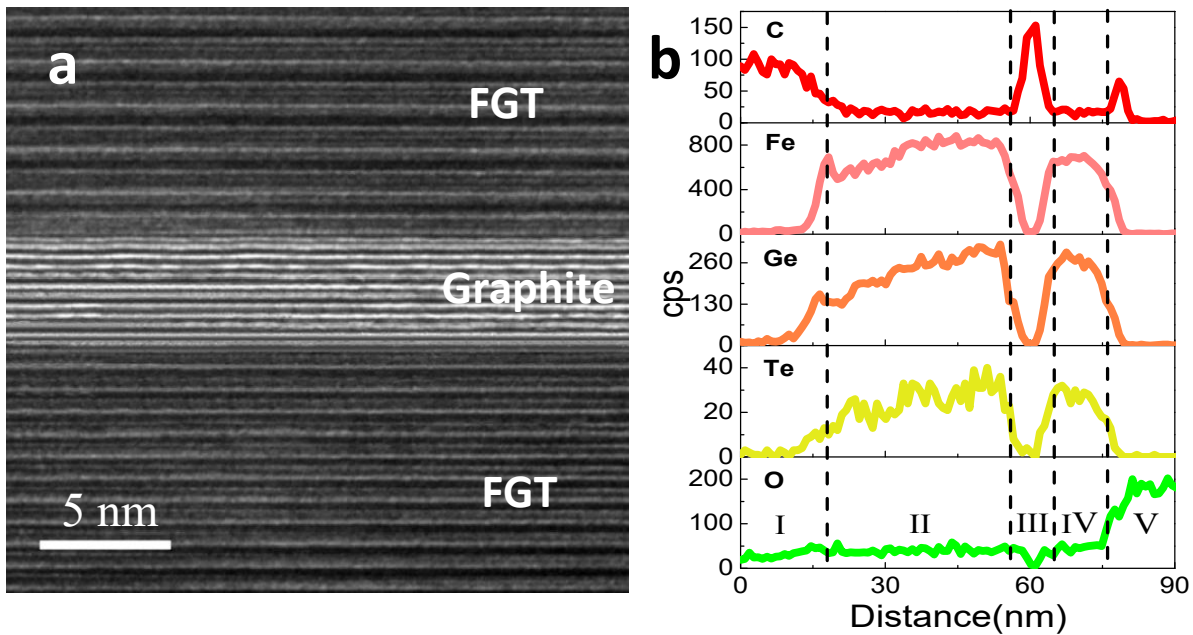 a
FGT
Graphite
FGT
5 nm
b
cps
C
150
100
50
0
Fe
800
400
0
Ge
260
130
0
Te
40
20
0
O
200
100
0
I II III IV V
0 30 60 90
Distance(nm)